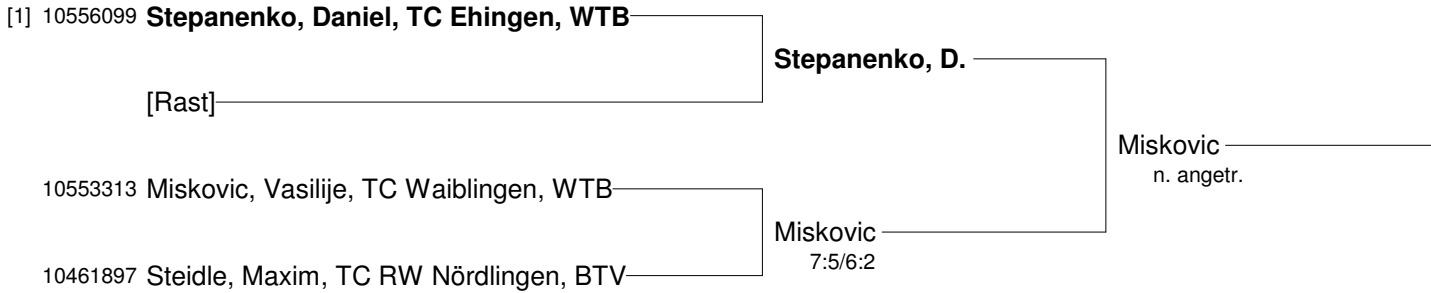 [1] 10556099 Stepanenko, Daniel, TC Ehingen, WTB
Stepanenko, D.
[Rast]
Miskovic
n. angetr.
10553313 Miskovic, Vasilije, TC Waiblingen, WTB
Miskovic
7:5/6:2
10461897 Steidle, Maxim, TC RW Nördlingen, BTV